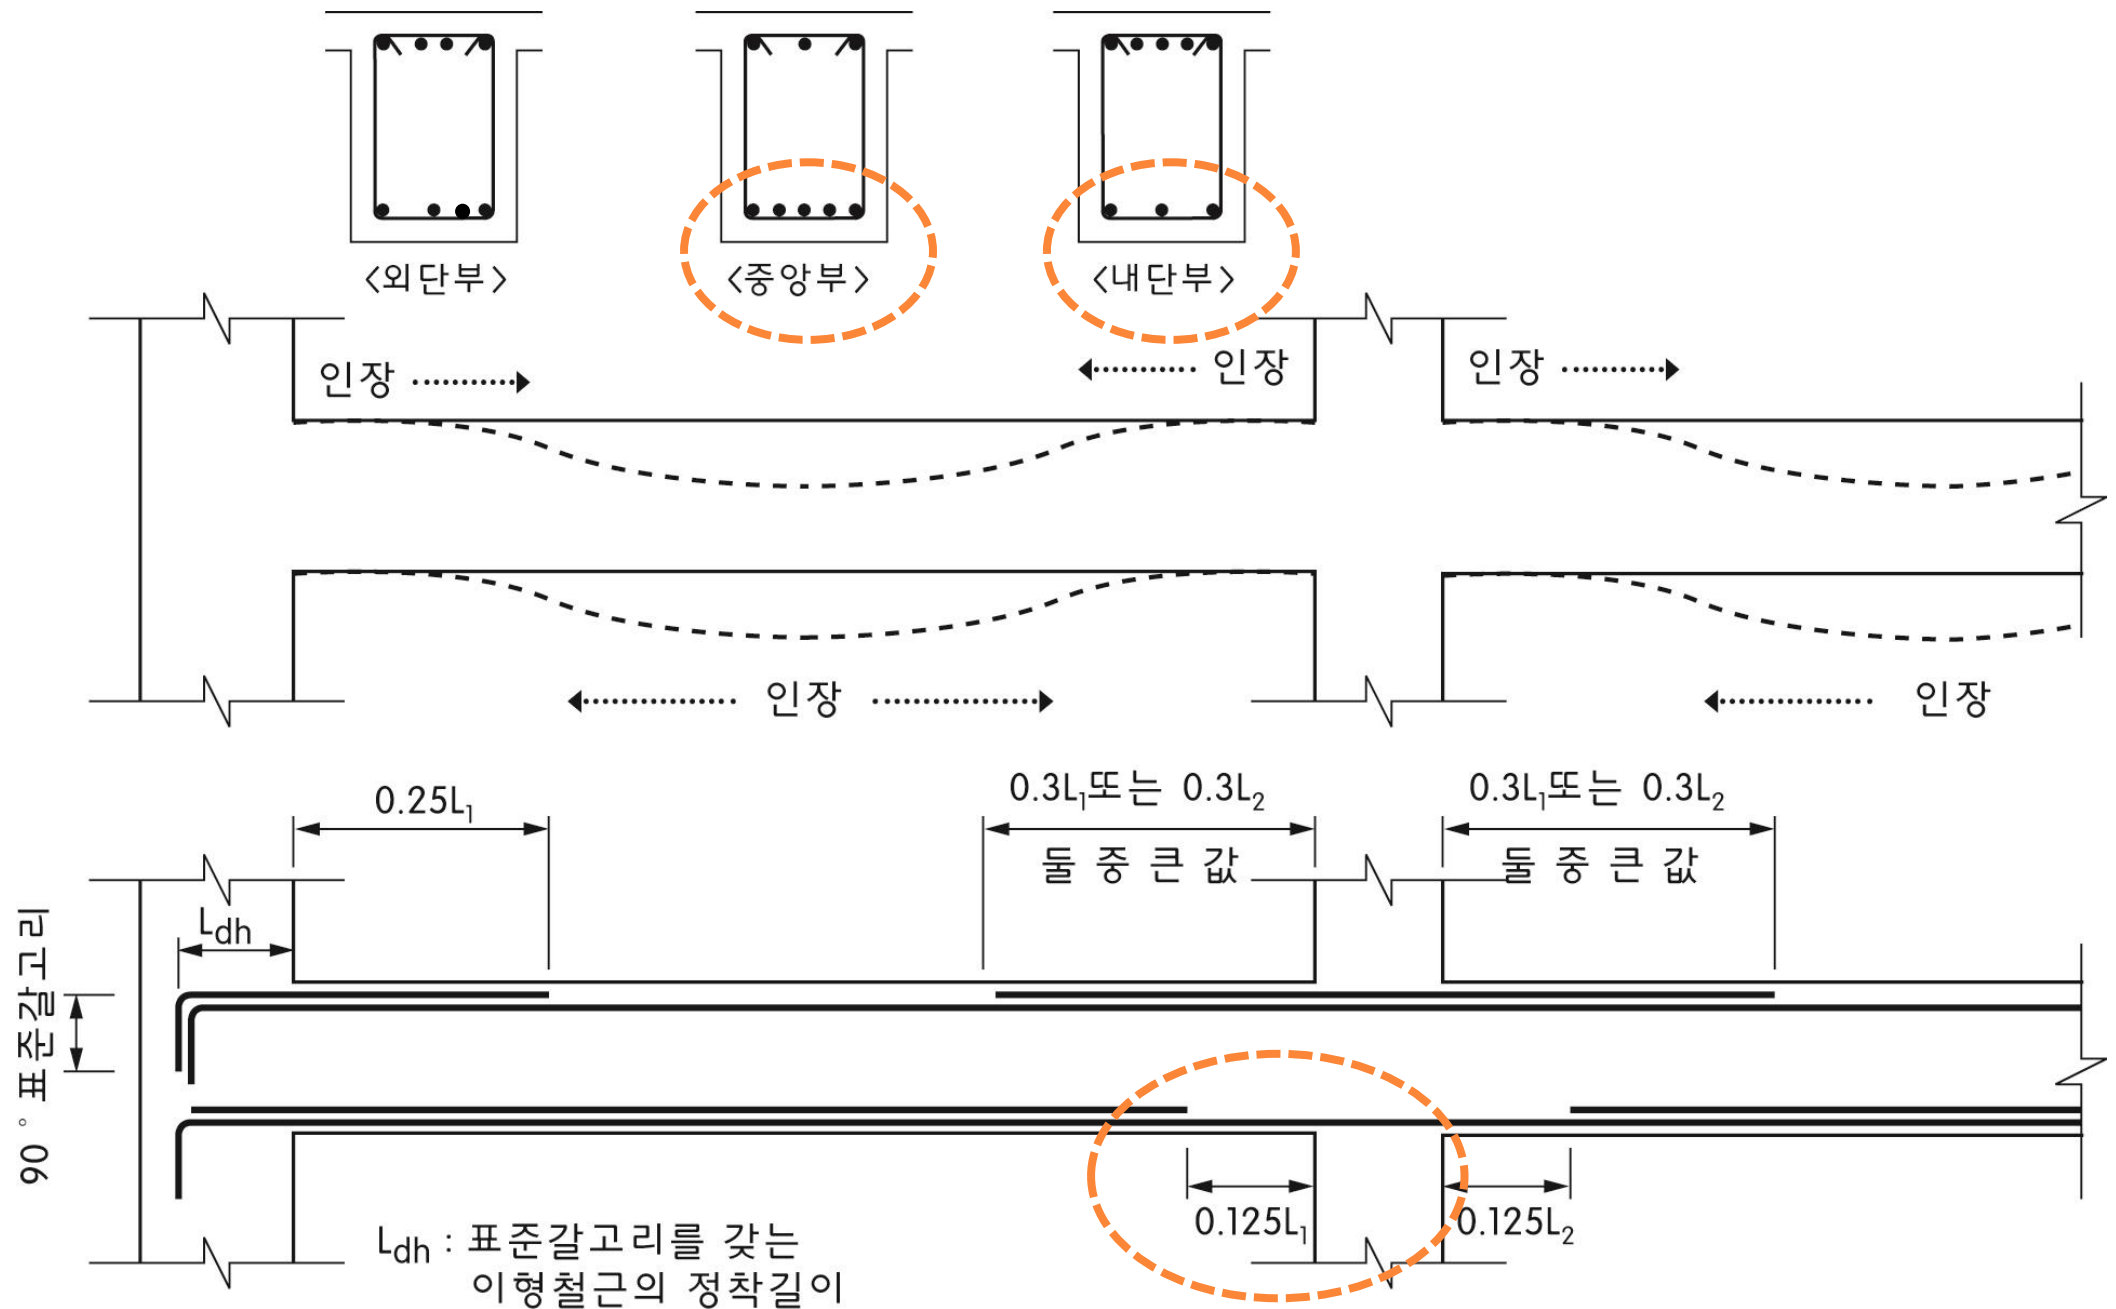 <외단부>
<중앙부>
<내단부>
인장
인장
인장
인장
인장
0.25L₁
0.3L₁또는 0.3L₂
둘 중 큰 값
0.3L₁또는 0.3L₂
둘 중 큰 값
Ldh
90° 표준갈고리
0.125L₁
0.125L₂
Ldh : 표준갈고리를 갖는
이형철근의 정착길이